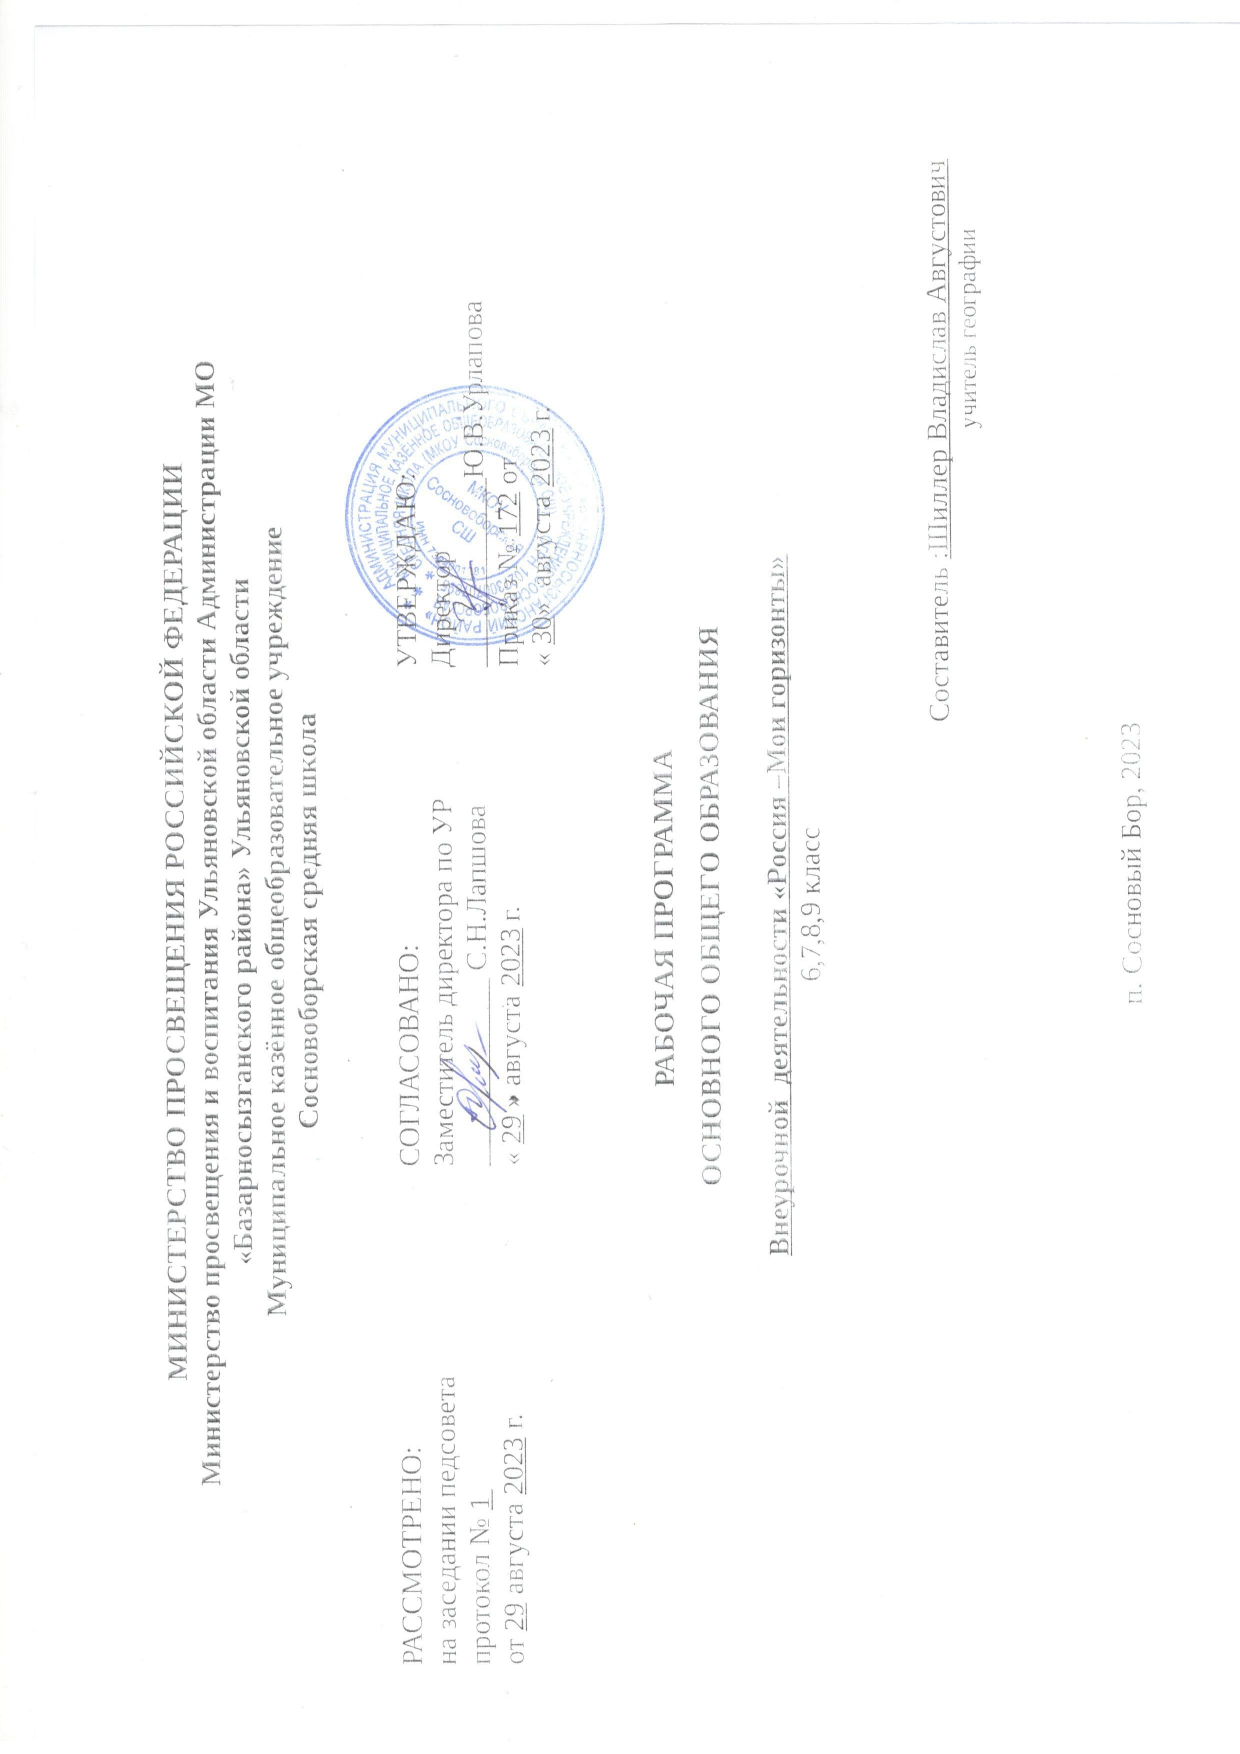 МИНИСТЕРСТВО ПРОСВЕЩЕНИЯ РОССИЙСКОЙ ФЕДЕРАЦИИ
Министерство просвещения и воспитания Ульяновской области Администрации МО
«Базарносызганского района» Ульяновской области
Муниципальное казённое общеобразовательное учреждение
Сосновоборская средняя школа
РАССМОТРЕНО:
на заседании педсовета
протокол № 1
от 29 августа 2023 г.
СОГЛАСОВАНО:
Заместитель директора по УР
С.Н.Лапшова
« 29 » августа 2023 г.
УТВЕРЖДАЮ:
Директор
Ю.В.Урлапова
Приказ № 172 от
« 30» августа 2023 г.
МКОУ
Сосновоборская
СШ
РАБОЧАЯ ПРОГРАММА
ОСНОВНОГО ОБЩЕГО ОБРАЗОВАНИЯ
Внеурочной деятельности «Россия –Мои горизонты»
6,7,8,9 класс
Составитель :Шиллер Владислав Августович
учитель географии
п. Сосновый Бор, 2023